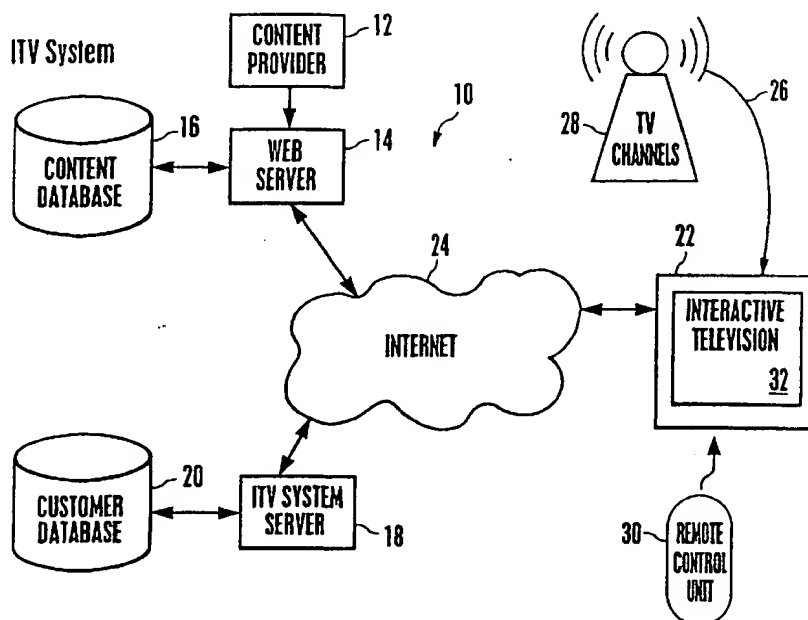 ITV System
CONTENT
PROVIDER
12
CONTENT
DATABASE
16
WEB
SERVER
14
10
28
TV
CHANNELS
26
24
INTERNET
22
INTERACTIVE
TELEVISION
32
CUSTOMER
DATABASE
20
ITV SYSTEM
SERVER
18
30
REMOTE
CONTROL
UNIT